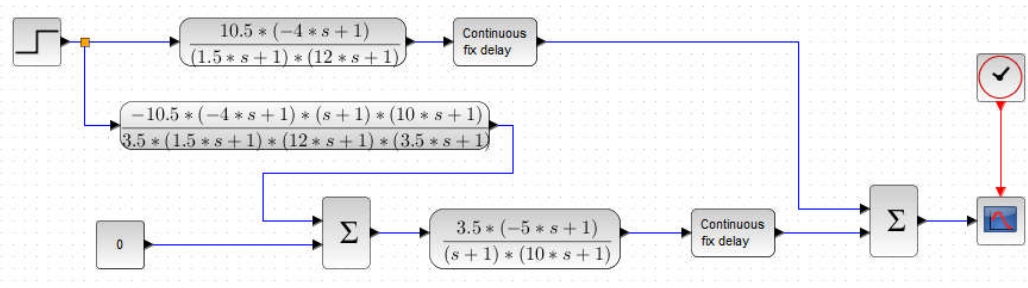 10.5 * (−4 * s + 1)
(1.5 * s + 1) * (12 * s + 1)
Continuous
fix delay
−10.5 * (−4 * s + 1) * (s + 1) * (10 * s + 1)
3.5 * (1.5 * s + 1) * (12 * s + 1) * (3.5 * s + 1)
0
Σ
3.5 * (−5 * s + 1)
(s + 1) * (10 * s + 1)
Continuous
fix delay
Σ